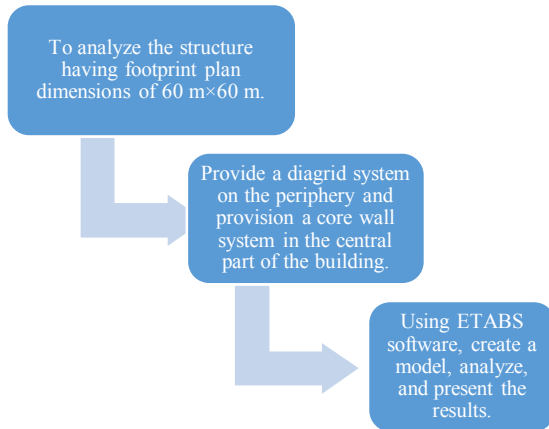 To analyze the structure
having footprint plan
dimensions of 60 m×60 m.
Provide a diagrid system
on the periphery and
provision a core wall
system in the central
part of the building.
Using ETABS
software, create a
model, analyze,
and present the
results.